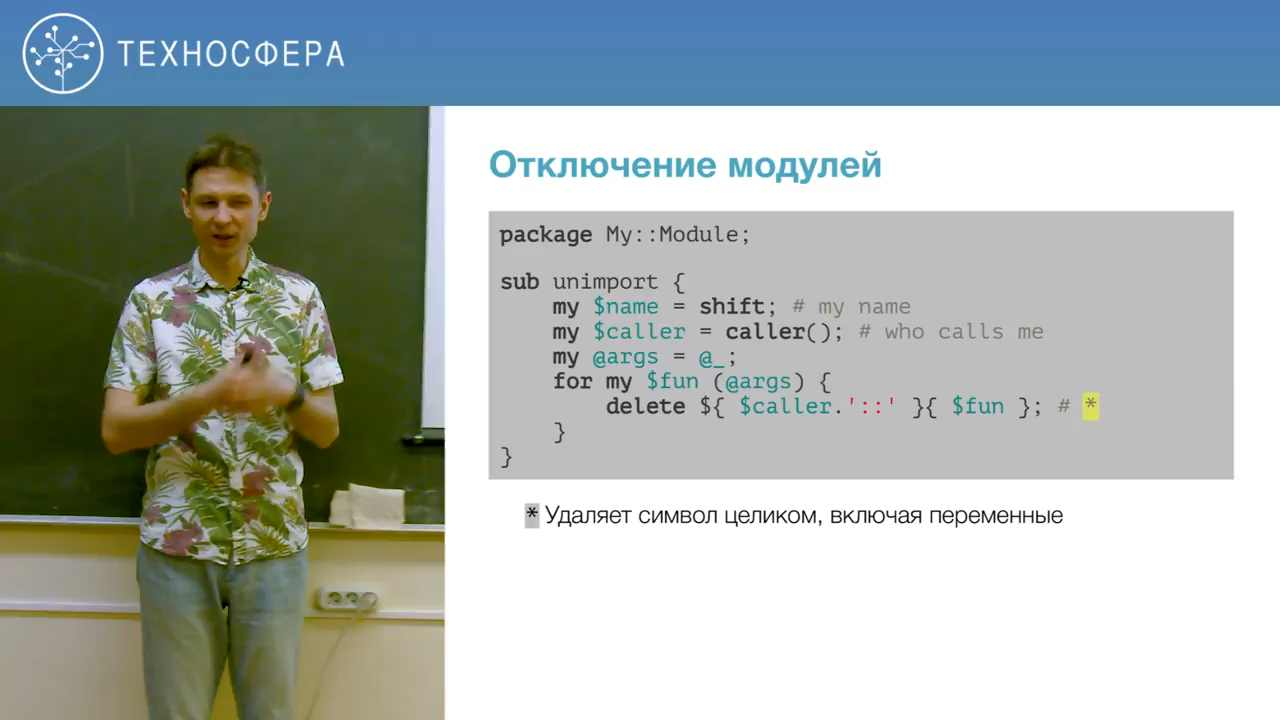 ТЕХНОСФЕРА
Отключение модулей
package My::Module;
sub unimport {
    my $name = shift; # my name
    my $caller = caller(); # who calls me
    my @args = @_;
    for my $fun (@args) {
        delete ${ $caller.'::' }{ $fun }; # *
    }
}
* Удаляет символ целиком, включая переменные